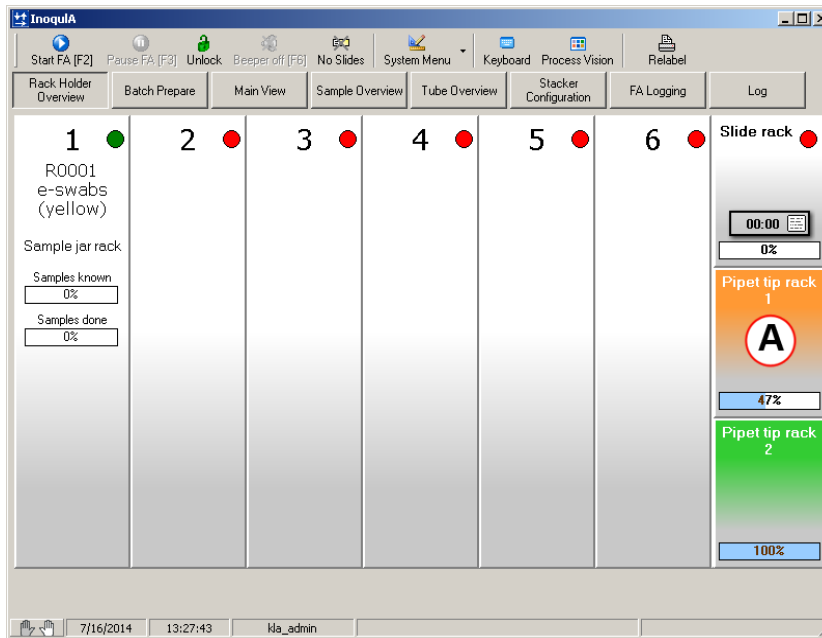 InoqulA
Start FA [F2] Pause FA [F3] Unlock Beeper off [F6] No Slides System Menu Keyboard Process Vision Relabel
Rack Holder Overview Batch Prepare Main View Sample Overview Tube Overview Stacker Configuration FA Logging Log
1 2 3 4 5 6 Slide rack
R0001
e-swabs
(yellow)
Sample jar rack
Samples known
0%
Samples done
0%
00:00
0%
Pipet tip rack
1
A
47%
Pipet tip rack
2
100%
7/16/2014 13:27:43 kla_admin